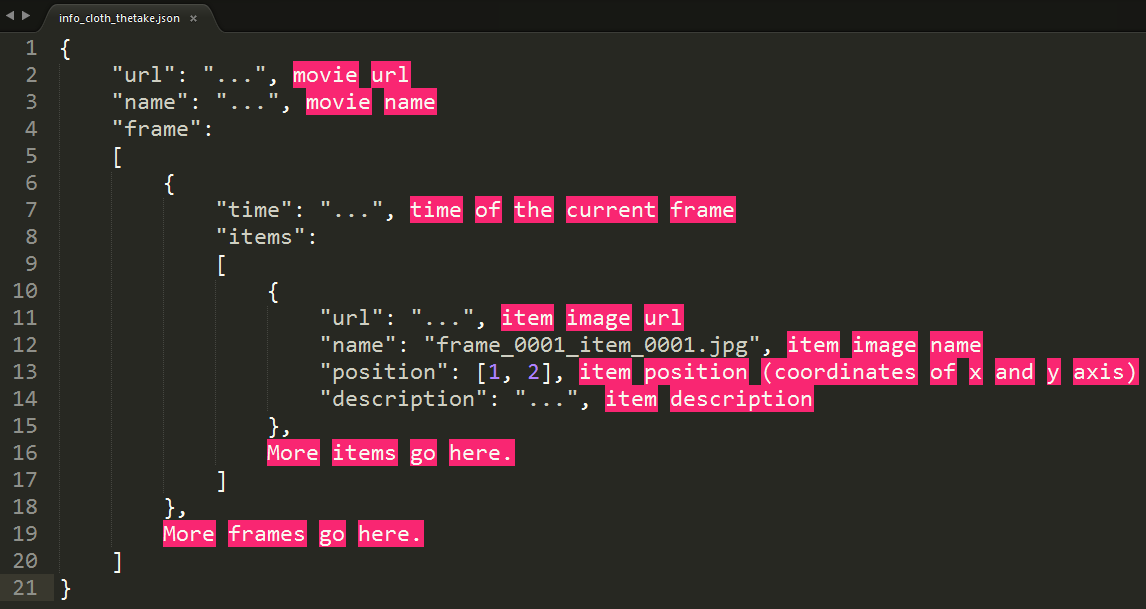 info_cloth_thetake.json ×
1 {
2 "url": "...", movie url
3 "name": "...", movie name
4 "frame":
5 [
6 {
7 "time": "...", time of the current frame
8 "items":
9 [
10 {
11 "url": "...", item image url
12 "name": "frame_0001_item_0001.jpg", item image name
13 "position": [1, 2], item position (coordinates of x and y axis)
14 "description": "...", item description
15 },
16 More items go here.
17 ]
18 },
19 More frames go here.
20 ]
21 }